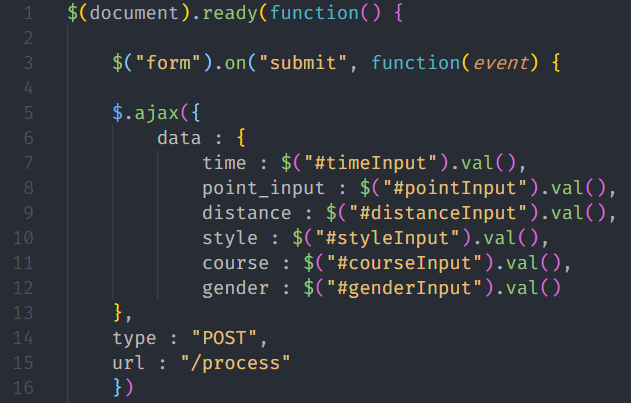 1 $(document).ready(function() {
2
3 $("form").on("submit", function(event) {
4
5 $.ajax({
6 data : {
7 time : $("#timeInput").val(),
8 point_input : $("#pointInput").val(),
9 distance : $("#distanceInput").val(),
10 style : $("#styleInput").val(),
11 course : $("#courseInput").val(),
12 gender : $("#genderInput").val()
13 },
14 type : "POST",
15 url : "/process"
16 })